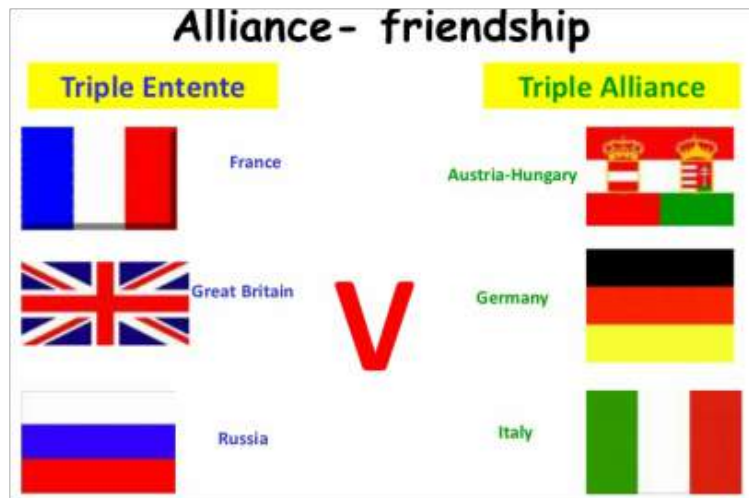 Alliance- friendship
Triple Entente
Triple Alliance
France
Austria-Hungary
Great Britain
V
Germany
Russia
Italy